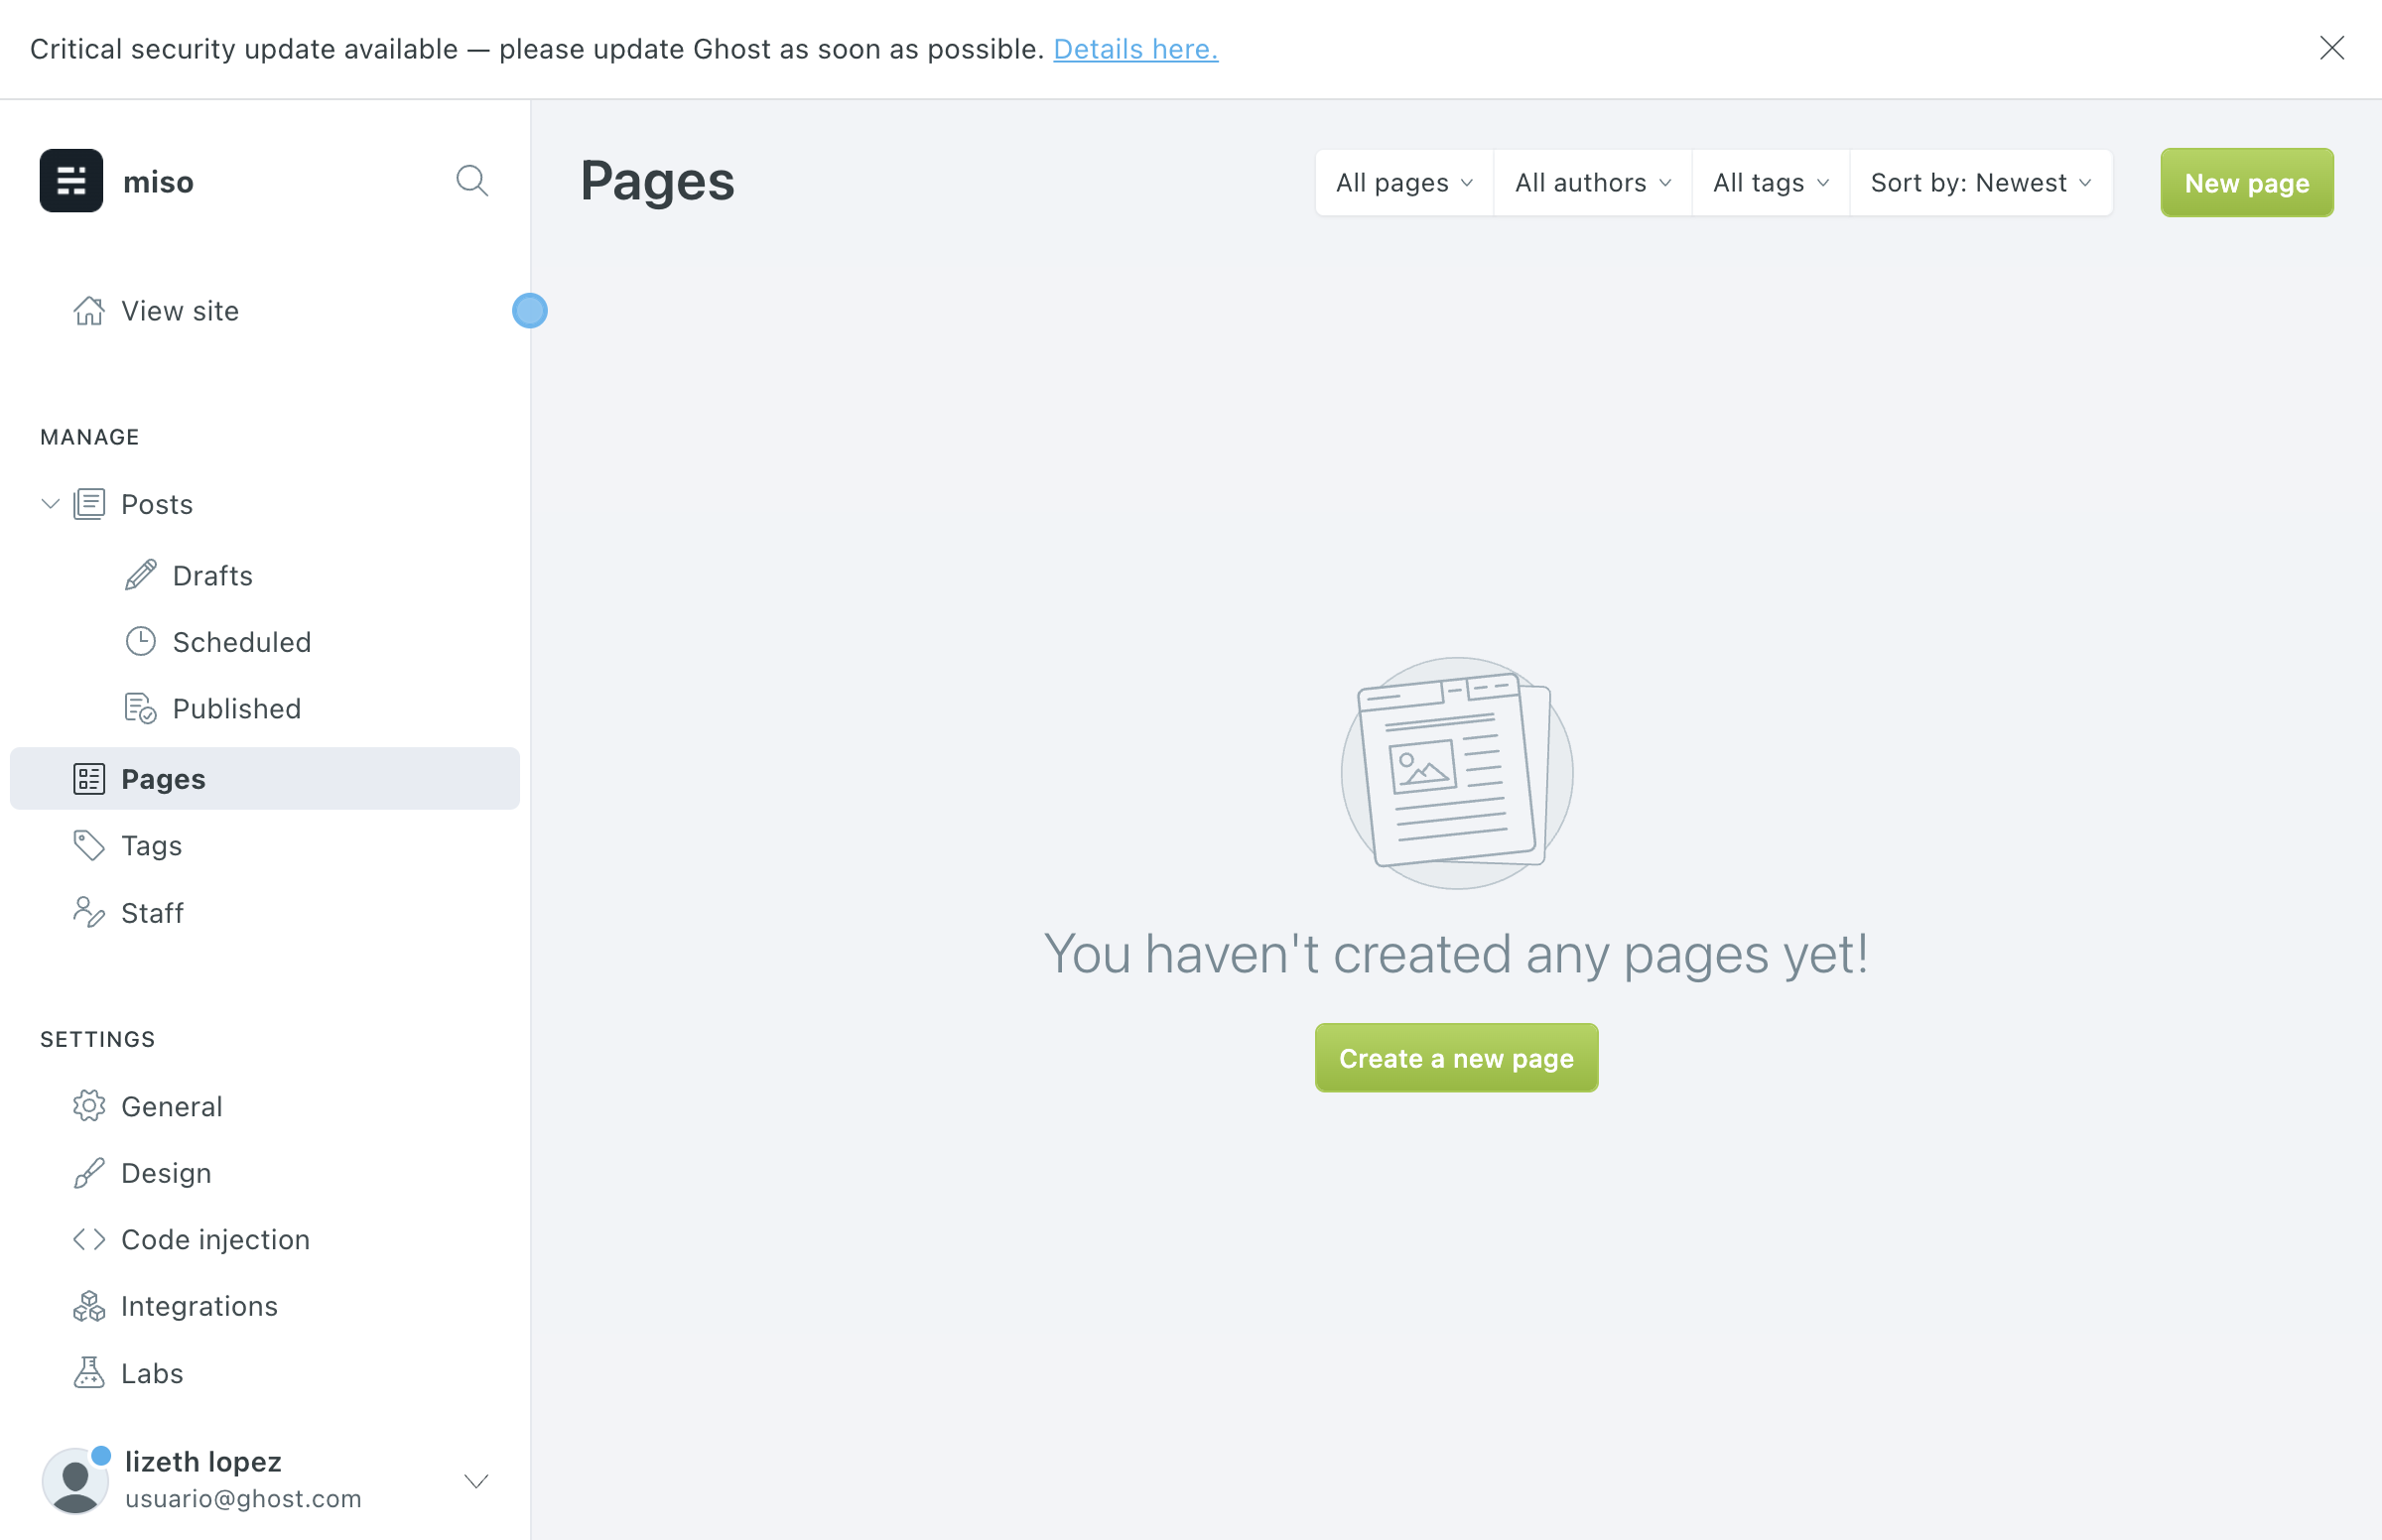 Critical security update available — please update Ghost as soon as possible. Details here.
miso
View site
MANAGE
Posts
Drafts
Scheduled
Published
Pages
Tags
Staff
SETTINGS
General
Design
Code injection
Integrations
Labs
lizeth lopez
usuario@ghost.com
Pages
All pages
All authors
All tags
Sort by: Newest
New page
You haven't created any pages yet!
Create a new page